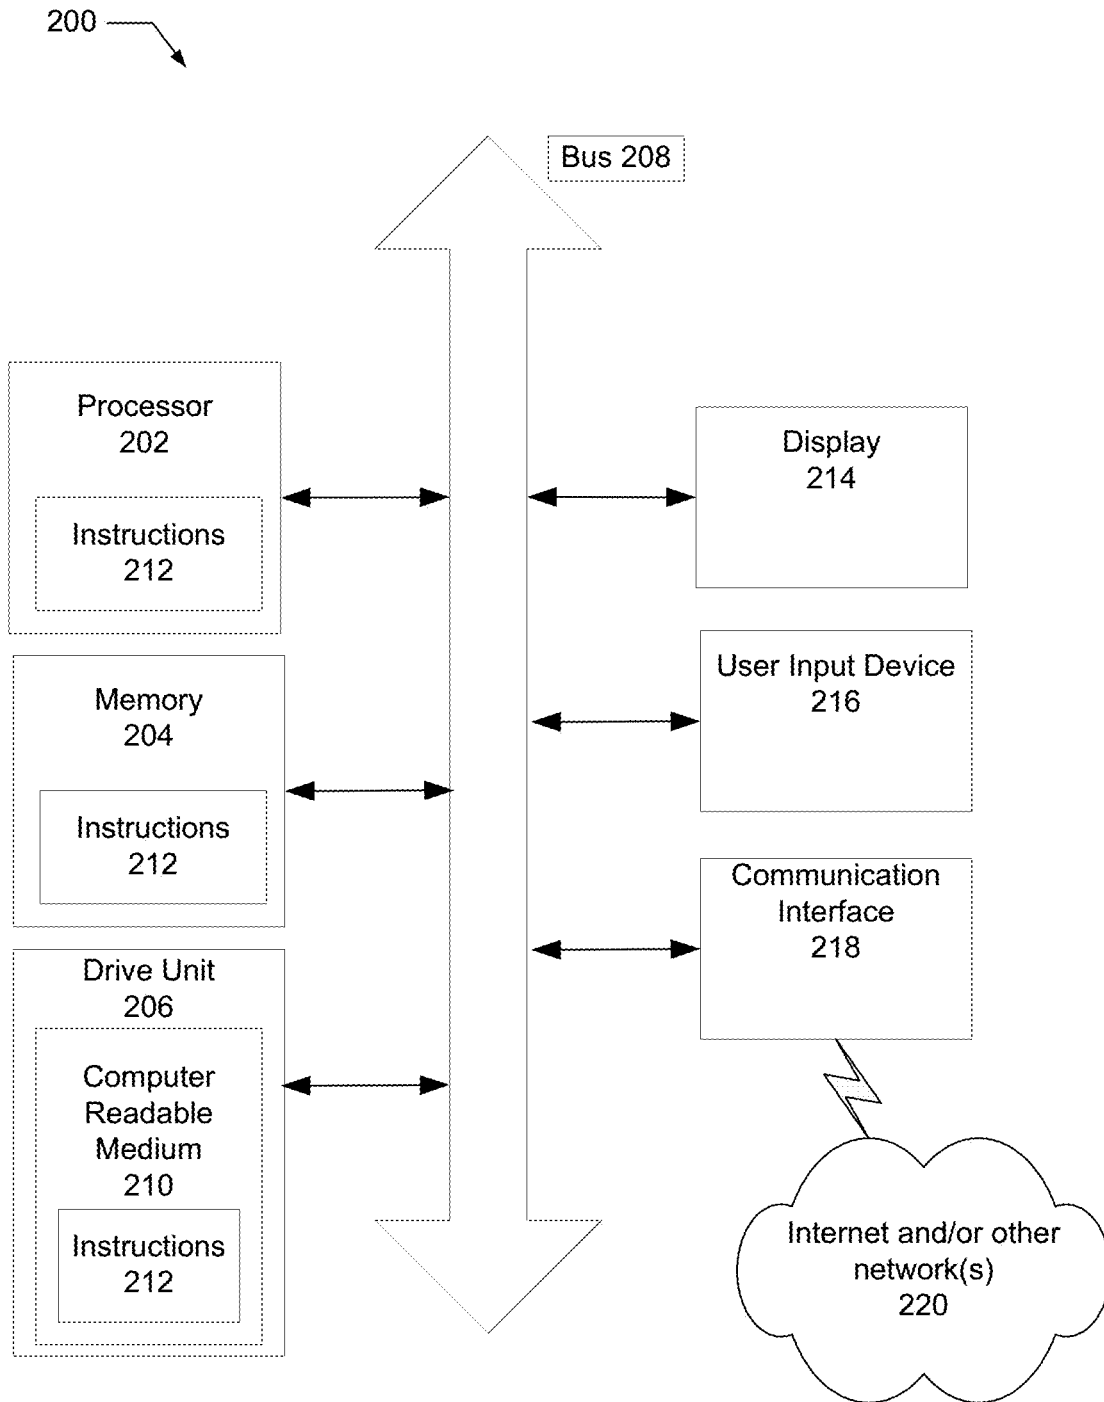 200
Bus 208
Processor
202
Instructions
212
Memory
204
Instructions
212
Drive Unit
206
Computer
Readable
Medium
210
Instructions
212
Display
214
User Input Device
216
Communication
Interface
218
Internet and/or other
network(s)
220